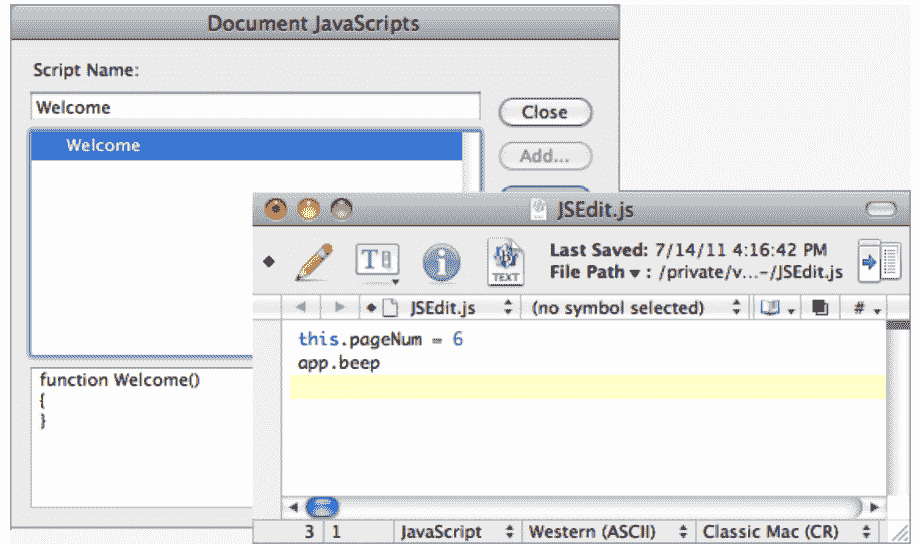 Document JavaScripts
Script Name:
Welcome
Close
Welcome
Add...
JSEdit.js
TEXT
Last Saved: 7/14/11 4:16:42 PM
File Path ▾ : /private/v...-/JSEdit.js
JSEdit.js
(no symbol selected)
#
this.pageNum = 6
app.beep
function Welcome()
{
}
3 1 JavaScript Western (ASCII) Classic Mac (CR)